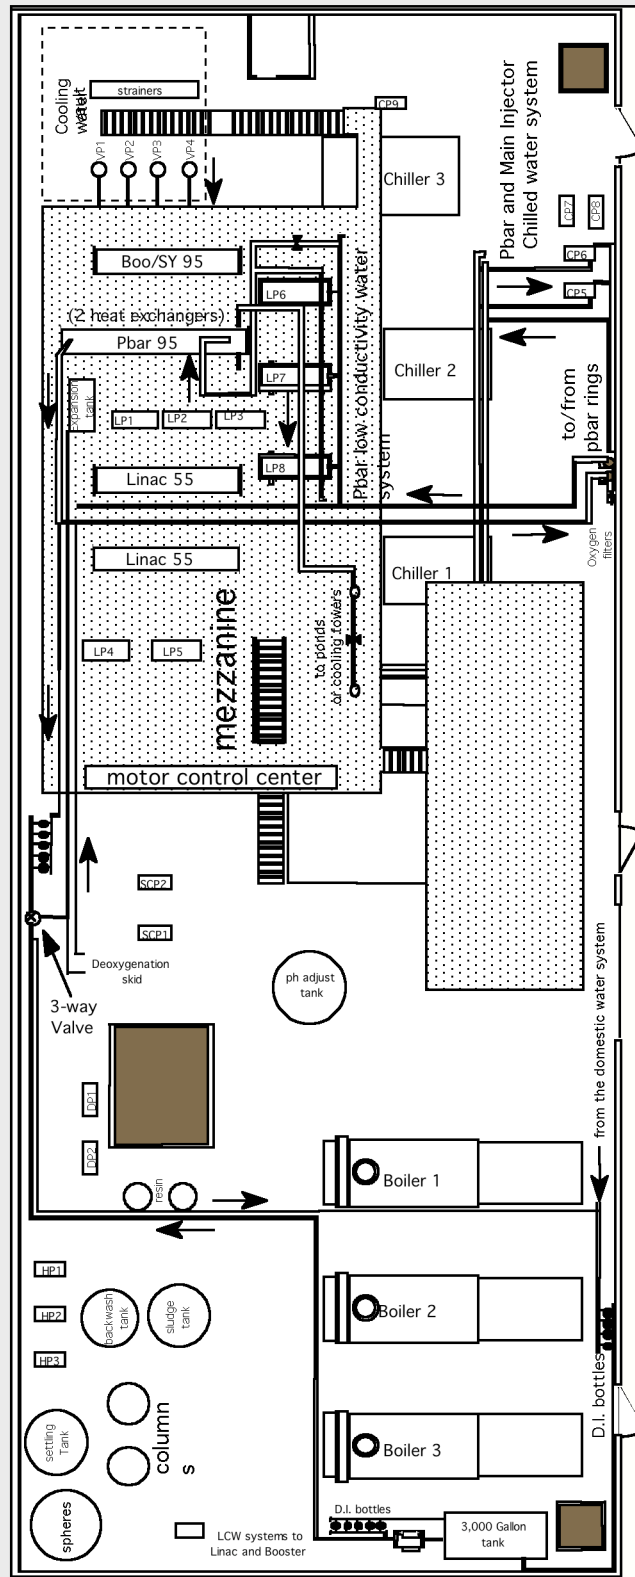 Cooling
water
vault
strainers
VP1
VP2
VP3
VP4
CP9
Chiller 3
Pbar and Main Injector
Chilled water system
CP7
CP8
CP6
CP5
Boo/SY 95
(2 heat exchangers)
Pbar 95
LP6
LP7
LP8
Pbar low conductivity water
system
Chiller 2
to/from
pbar rings
Expansion
tank
LP1
LP2
LP3
Linac 55
Linac 55
Oxygen
filters
Chiller 1
LP4
LP5
mezzanine
to ponds
or cooling towers
motor control center
SCP2
SCP1
Deoxygenation
skid
3-way
Valve
ph adjust
tank
from the domestic water system
DP1
DP2
resin
Boiler 1
HP1
HP2
HP3
backwash
tank
sludge
tank
Boiler 2
D.I. bottles
settling
Tank
column
s
Boiler 3
spheres
LCW systems to
Linac and Booster
D.I. bottles
3,000 Gallon
tank